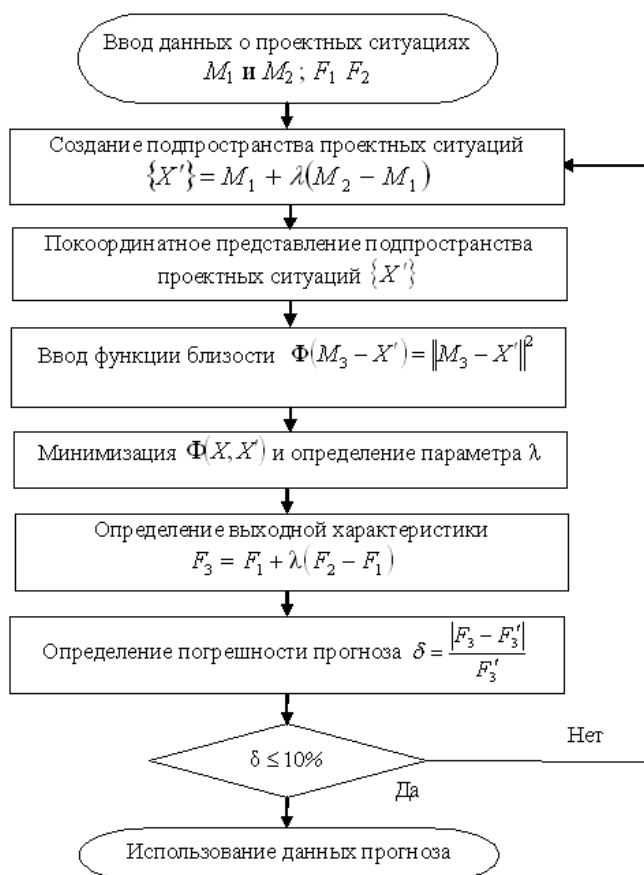 Ввод данных о проектных ситуациях
M₁ и M₂ ; F₁ F₂
Создание подпространства проектных ситуаций
{X′} = M₁ + λ(M₂ − M₁)
Покоординатное представление подпространства
проектных ситуаций {X′}
Ввод функции близости Φ(M₃ − X′) = ‖M₃ − X′‖²
Минимизация Φ(X, X′) и определение параметра λ
Определение выходной характеристики
F₃ = F₁ + λ(F₂ − F₁)
Определение погрешности прогноза δ = |F₃ − F₃′| / F₃′
δ ≤ 10%
Нет
Да
Использование данных прогноза